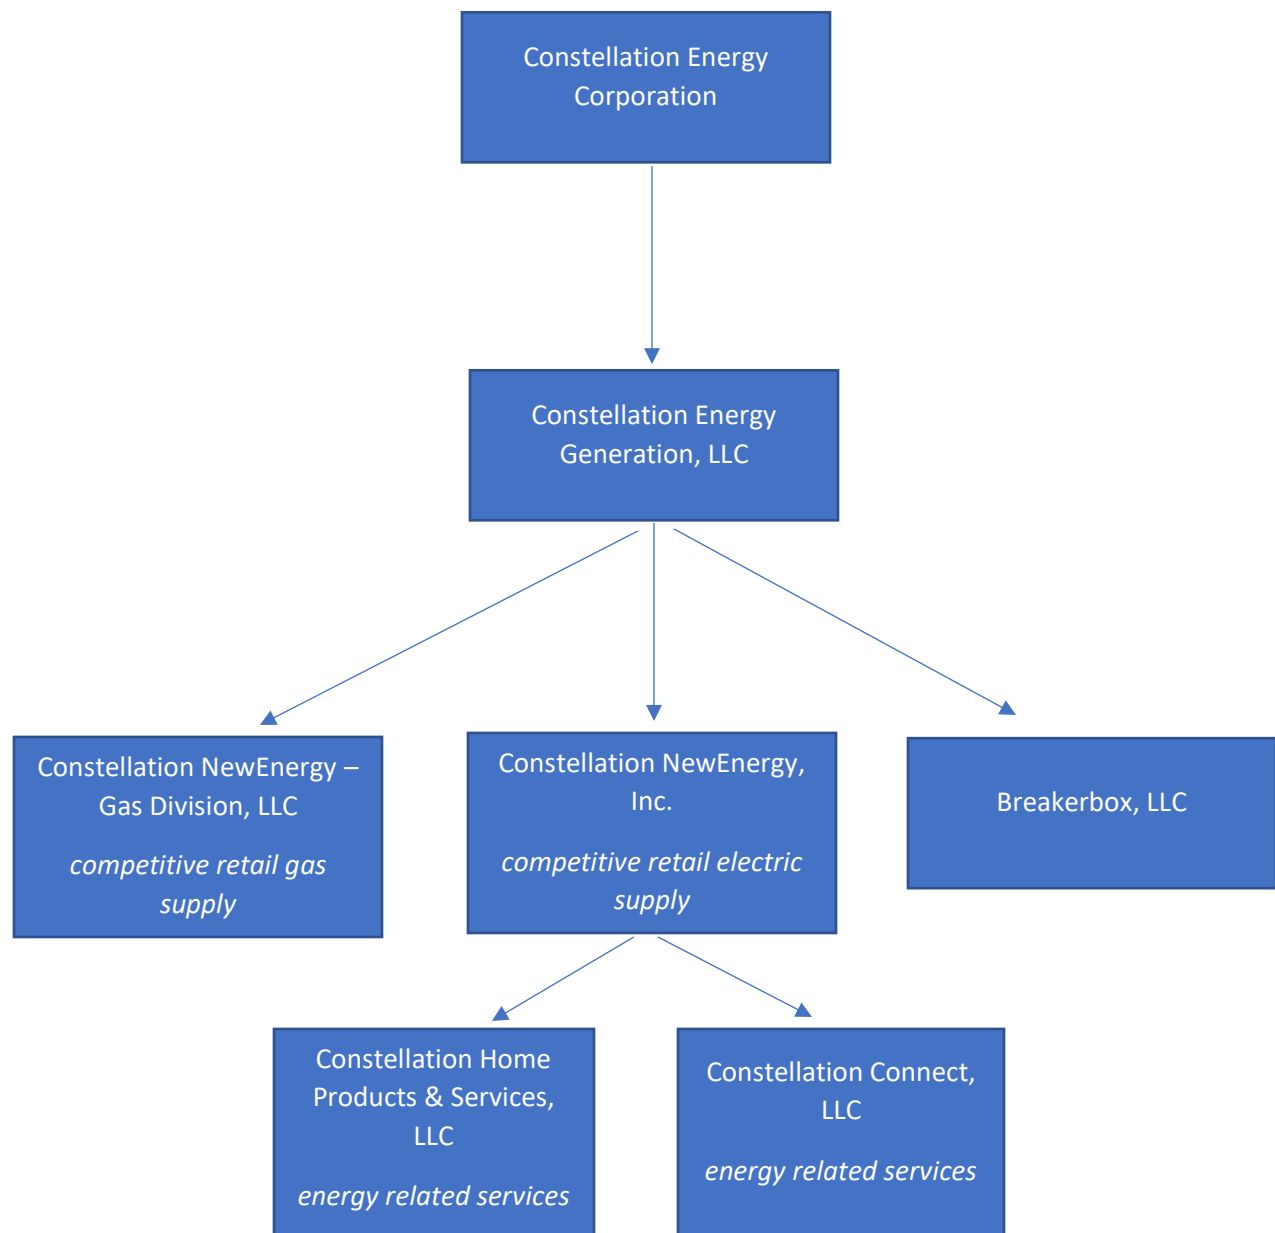 Constellation Energy
Corporation
Constellation Energy
Generation, LLC
Constellation NewEnergy –
Gas Division, LLC
competitive retail gas
supply
Constellation NewEnergy,
Inc.
competitive retail electric
supply
Breakerbox, LLC
Constellation Home
Products & Services,
LLC
energy related services
Constellation Connect,
LLC
energy related services